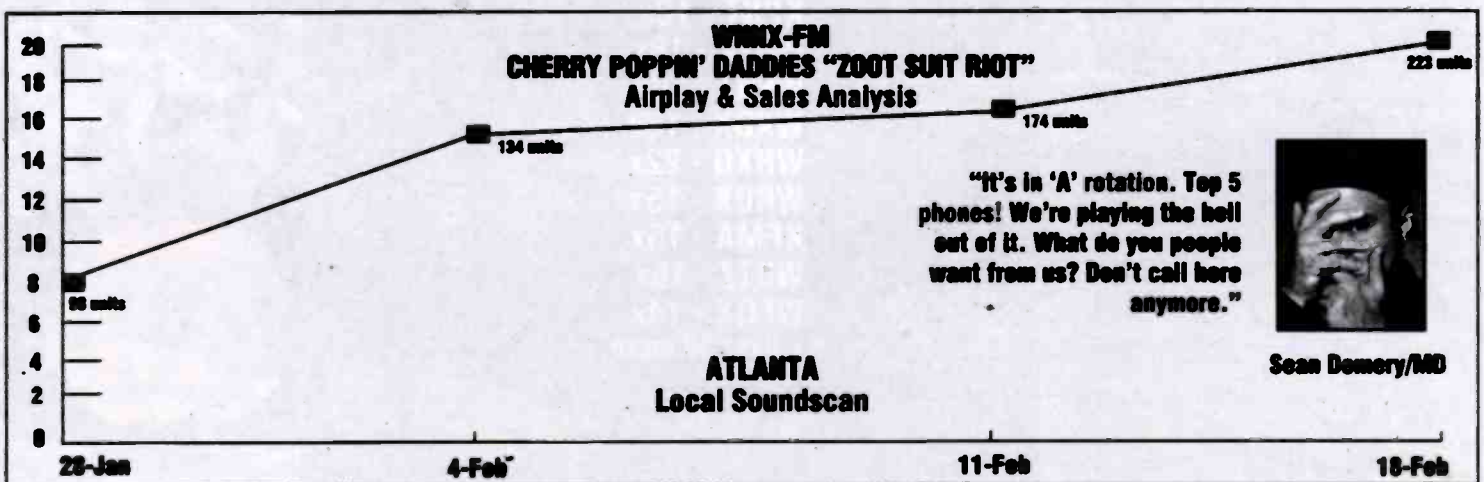 WNNX-FM
CHERRY POPPIN' DADDIES "ZOOT SUIT RIOT"
Airplay & Sales Analysis
20
18
16
14
12
10
8
6
4
2
0
units
134 units
174 units
223 units
"It's in 'A' rotation. Top 5
phones! We're playing the hell
out of it. What do you people
want from us? Don't call here
anymore."
Sean Demery/MD
ATLANTA
Local Soundscan
28-Jan
4-Feb
11-Feb
18-Feb